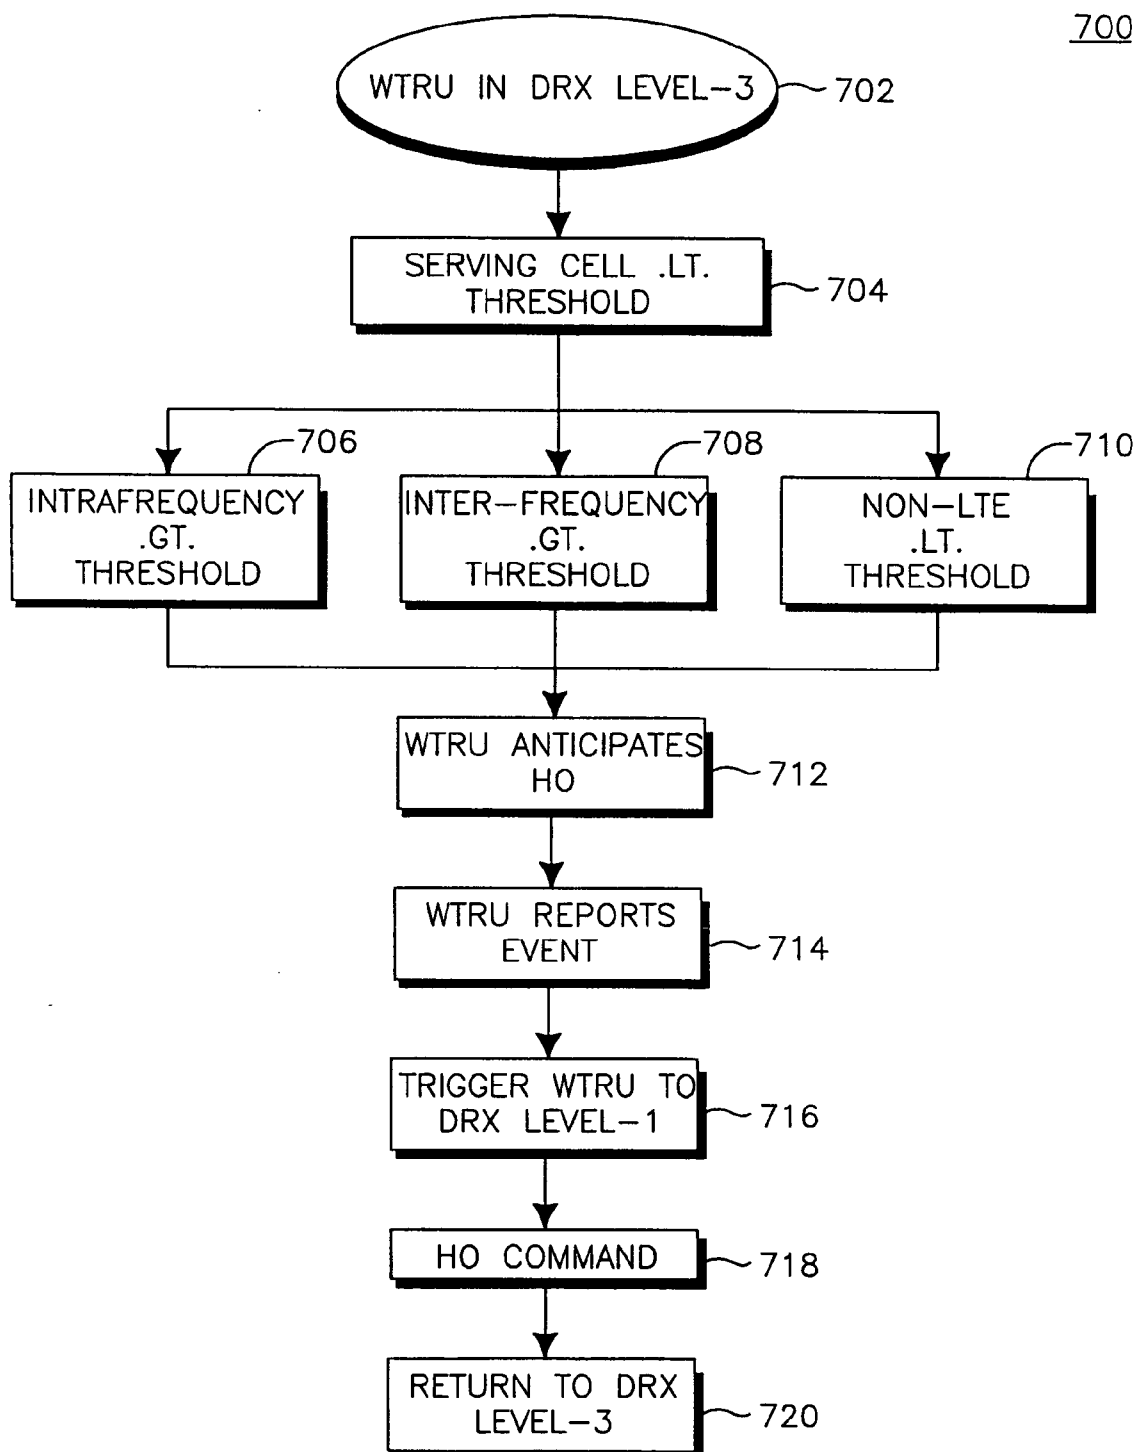 700
WTRU IN DRX LEVEL-3
702
SERVING CELL .LT.
THRESHOLD
704
706
708
710
INTRAFREQUENCY
.GT.
THRESHOLD
INTER-FREQUENCY
.GT.
THRESHOLD
NON-LTE
.LT.
THRESHOLD
WTRU ANTICIPATES
HO
712
WTRU REPORTS
EVENT
714
TRIGGER WTRU TO
DRX LEVEL-1
716
HO COMMAND
718
RETURN TO DRX
LEVEL-3
720